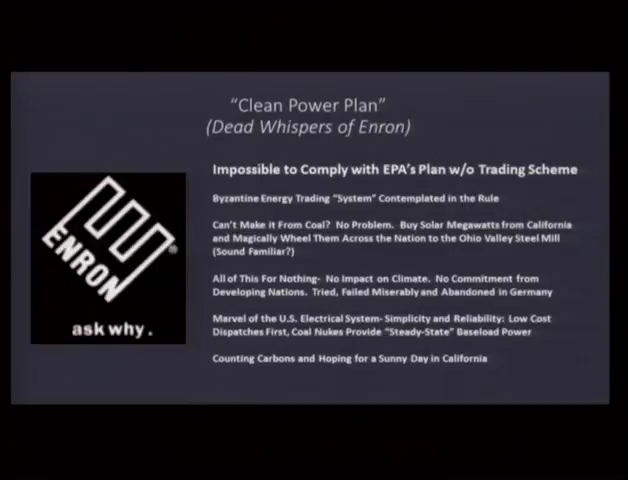 “Clean Power Plan”
(Dead Whispers of Enron)
Impossible to Comply with EPA's Plan w/o Trading Scheme
Byzantine Energy Trading “System” Contemplated in the Rule
Can't Make it From Coal? No Problem. Buy Solar Megawatts from California
and Magically Wheel Them Across the Nation to the Ohio Valley Steel Mill
(Sound Familiar?)
All of This For Nothing- No Impact on Climate. No Commitment from
Developing Nations. Tried, Failed Miserably and Abandoned in Germany
Marvel of the U.S. Electrical System- Simplicity and Reliability: Low Cost
Dispatches First, Coal Nukes Provide “Steady-State” Baseload Power
Counting Carbons and Hoping for a Sunny Day in California
ENRON®
ask why.